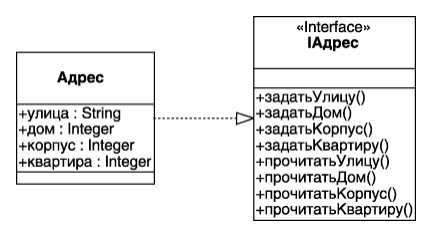 Адрес
+улица : String
+дом : Integer
+корпус : Integer
+квартира : Integer
«Interface»
IАдрес
+задатьУлицу()
+задатьДом()
+задатьКорпус()
+задатьКвартиру()
+прочитатьУлицу()
+прочитатьДом()
+прочитатьКорпус()
+прочитатьКвартиру()